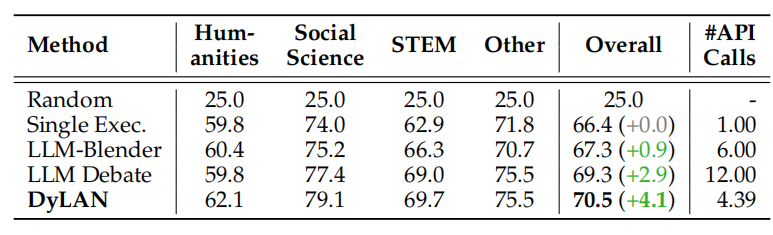 Method Hum-anities Social Science STEM Other Overall #API Calls
Random 25.0 25.0 25.0 25.0 25.0 -
Single Exec. 59.8 74.0 62.9 71.8 66.4 (+0.0) 1.00
LLM-Blender 60.4 75.2 66.3 70.7 67.3 (+0.9) 6.00
LLM Debate 59.8 77.4 69.0 75.5 69.3 (+2.9) 12.00
DyLAN 62.1 79.1 69.7 75.5 70.5 (+4.1) 4.39